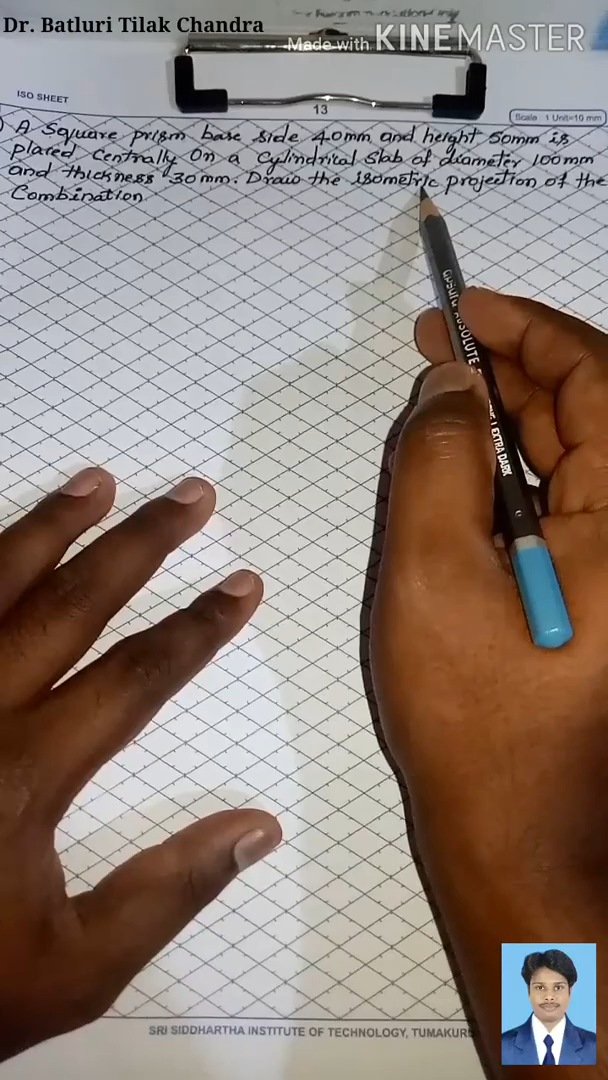 Dr. Batluri Tilak Chandra
Made with KINEMASTER
ISO SHEET
13
Scale 1 Unit=10 mm
A Square prism base side 40mm and height 50mm is
placed Centrally On a Cylindrical Slab of diameter 100mm
and thickness 30mm. Draw the isometric projection of the
Combination
ABSOLUTE
EXTRA DARK
SRI SIDDHARTHA INSTITUTE OF TECHNOLOGY, TUMAKUR